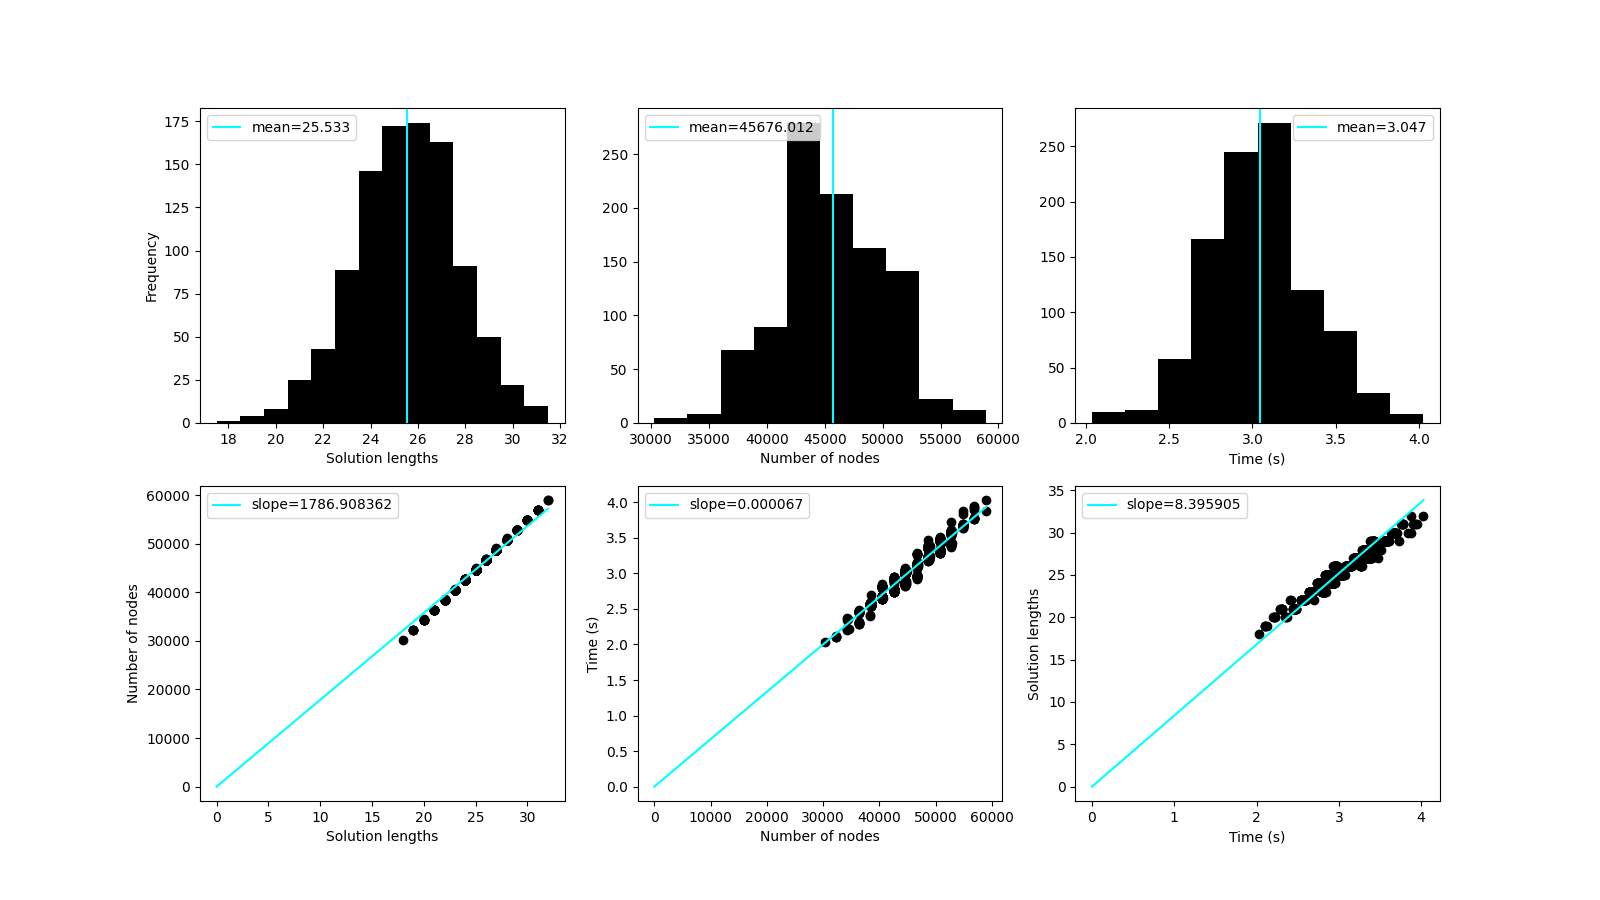 mean=25.533
175
150
125
100
75
50
25
0
Frequency
18 20 22 24 26 28 30 32
Solution lengths
mean=45676.012
250
200
150
100
50
0
30000 35000 40000 45000 50000 55000 60000
Number of nodes
mean=3.047
250
200
150
100
50
0
2.0 2.5 3.0 3.5 4.0
Time (s)
slope=1786.908362
60000
50000
40000
30000
20000
10000
0
Number of nodes
0 5 10 15 20 25 30
Solution lengths
slope=0.000067
4.0
3.5
3.0
2.5
2.0
1.5
1.0
0.5
0.0
Time (s)
0 10000 20000 30000 40000 50000 60000
Number of nodes
slope=8.395905
35
30
25
20
15
10
5
0
Solution lengths
0 1 2 3 4
Time (s)